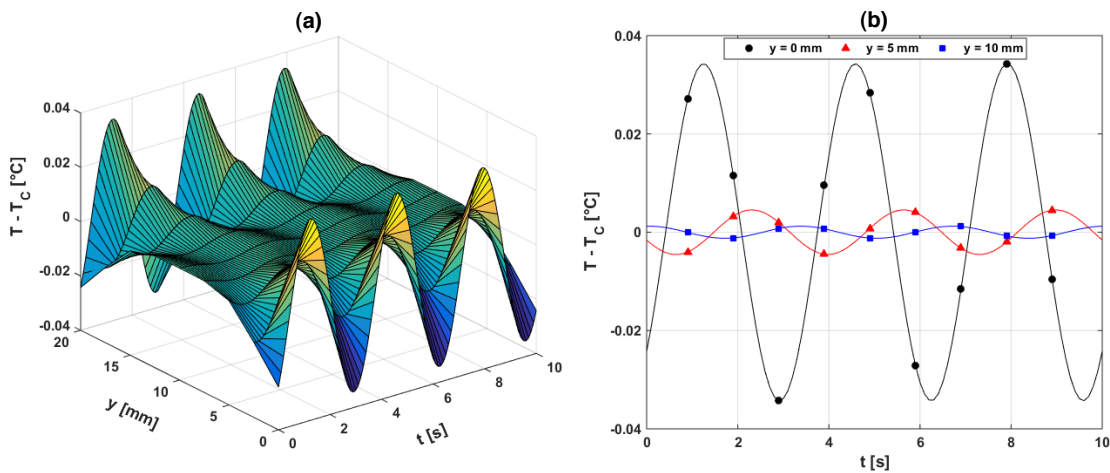 (a)
0.04
0.02
0
-0.02
-0.04
T - T_C [°C]
20
15
10
5
0
y [mm]
0
2
4
6
8
10
t [s]
(b)
y = 0 mm y = 5 mm y = 10 mm
0.04
0.02
0
-0.02
-0.04
T - T_C [°C]
0 2 4 6 8 10
t [s]